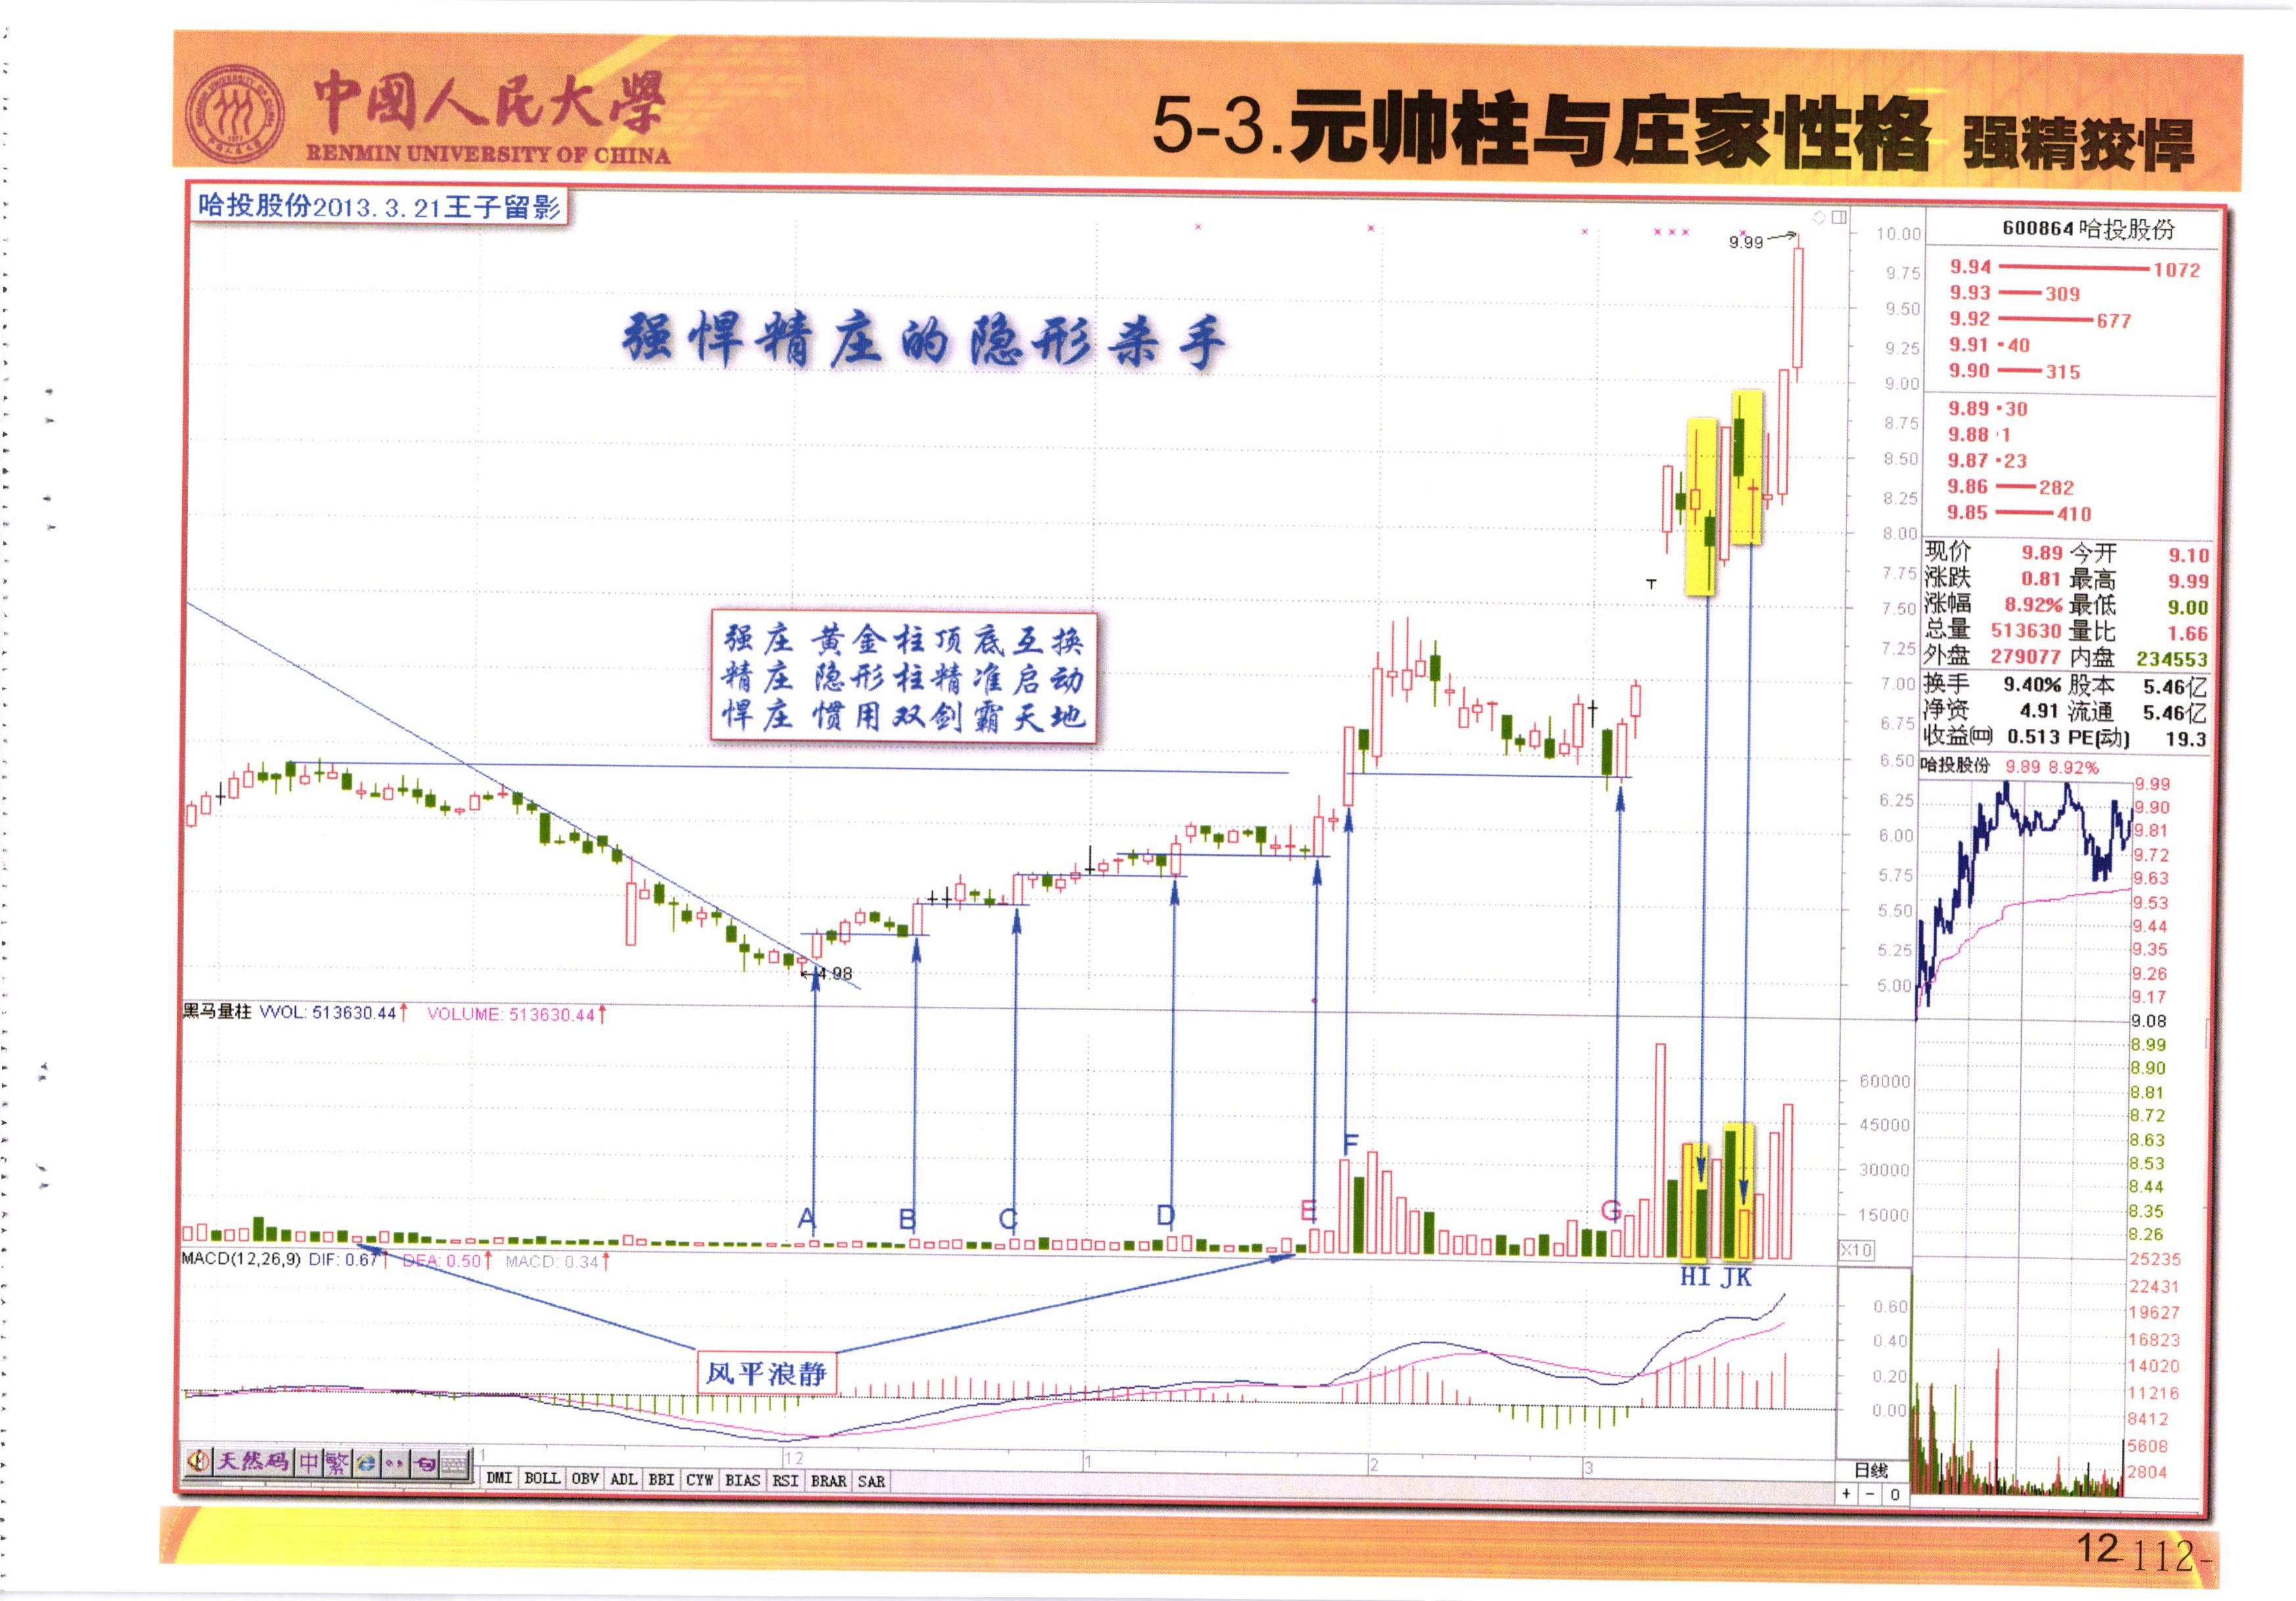 中国人民大学
RENMIN UNIVERSITY OF CHINA
5-3.元帅柱与庄家性格 强精狡悍
哈投股份2013.3.21王子留影
强悍精庄的隐形杀手
强庄 黄金柱顶底互换
精庄 隐形柱精准启动
悍庄 惯用双剑霸天地
9.99
4.98
10.00
9.75
9.50
9.25
9.00
8.75
8.50
8.25
8.00
7.75
7.50
7.25
7.00
6.75
6.50
6.25
6.00
5.75
5.50
5.25
5.00
黑马量柱 VVOL: 513630.44 VOLUME: 513630.44
60000
45000
30000
15000
X10
A B C D E F G
HI JK
MACD(12,26,9) DIF: 0.67 DEA: 0.50 MACD: 0.34
0.60
0.40
0.20
0.00
风平浪静
天然码 中 繁
1 12 1 2 3
日线
DMI BOLL OBV ADL BBI CYW BIAS RSI BRAR SAR
+ - 0
600864 哈投股份
9.94 1072
9.93 309
9.92 677
9.91 40
9.90 315
9.89 30
9.88 1
9.87 23
9.86 282
9.85 410
现价 9.89 今开 9.10
涨跌 0.81 最高 9.99
涨幅 8.92% 最低 9.00
总量 513630 量比 1.66
外盘 279077 内盘 234553
换手 9.40% 股本 5.46亿
净资 4.91 流通 5.46亿
收益㈣ 0.513 PE(动) 19.3
哈投股份 9.89 8.92%
9.99
9.90
9.81
9.72
9.63
9.53
9.44
9.35
9.26
9.17
9.08
8.99
8.90
8.81
8.72
8.63
8.53
8.44
8.35
8.26
25235
22431
19627
16823
14020
11216
8412
5608
2804
12
-112-